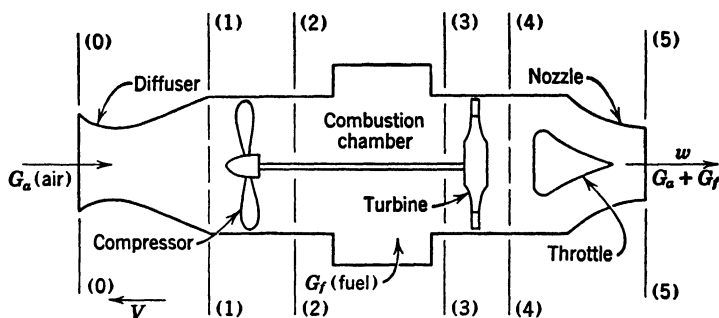 (0)
(1)
(2)
(3)
(4)
(5)
Diffuser
Nozzle
Combustion
chamber
G_a (air)
w
G_a + G_f
Turbine
Compressor
Throttle
G_f (fuel)
(0)
(1)
(2)
(3)
(4)
(5)
V